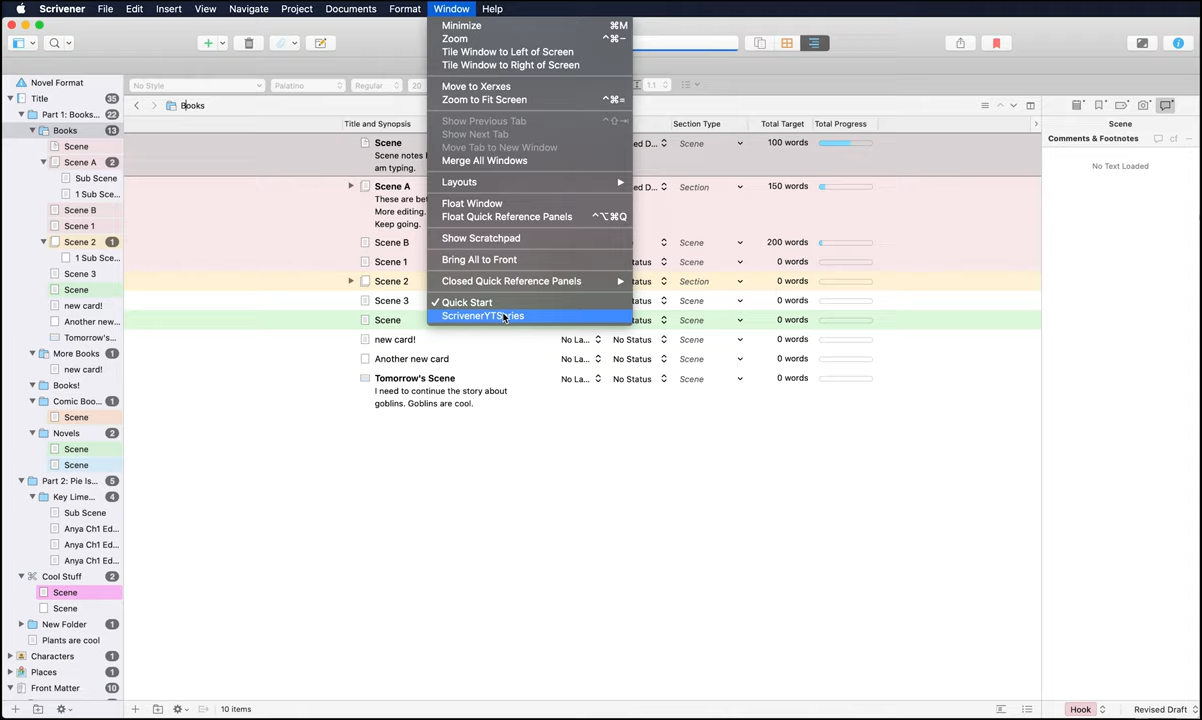 Scrivener File Edit Insert View Navigate Project Documents Format Window Help
Minimize ⌘M
Zoom ^⌘−
Tile Window to Left of Screen
Tile Window to Right of Screen
Move to Xerxes
Zoom to Fit Screen ^⌘=
Show Previous Tab ^⇧⇥
Show Next Tab
Move Tab to New Window
Merge All Windows
Layouts
Float Window
Float Quick Reference Panels ^⌥⌘Q
Show Scratchpad
Bring All to Front
Closed Quick Reference Panels
✓ Quick Start
ScrivenerYTSeries
No Style Palatino Regular 20 1.1
Novel Format
Title 35
Part 1: Books... 22
Books 13
Scene
Scene A 2
Sub Scene
1 Sub Sce...
Scene B
Scene 1
Scene 2 1
1 Sub Sce...
Scene 3
Scene
new card!
Another new...
Tomorrow's...
More Books 1
new card!
Books!
Comic Boo... 1
Scene
Novels 2
Scene
Scene
Part 2: Pie Is... 5
Key Lime... 4
Sub Scene
Anya Ch1 Ed...
Anya Ch1 Ed...
Anya Ch1 Ed...
Cool Stuff 2
Scene
Scene
New Folder 1
Plants are cool
Characters 1
Places 1
Front Matter 10
Books
Title and Synopsis Section Type Total Target Total Progress
Scene ed D... Scene 100 words
Scene notes
am typing.
Scene A ed D... Section 150 words
These are be
More editing.
Keep going.
Scene B Scene 200 words
Scene 1 tatus Scene 0 words
Scene 2 tatus Section 0 words
Scene 3 tatus Scene 0 words
Scene tatus Scene 0 words
new card! No La... No Status Scene 0 words
Another new card No La... No Status Scene 0 words
Tomorrow's Scene No La... No Status Scene 0 words
I need to continue the story about
goblins. Goblins are cool.
10 items
Scene
Comments & Footnotes cf
No Text Loaded
Hook Revised Draft